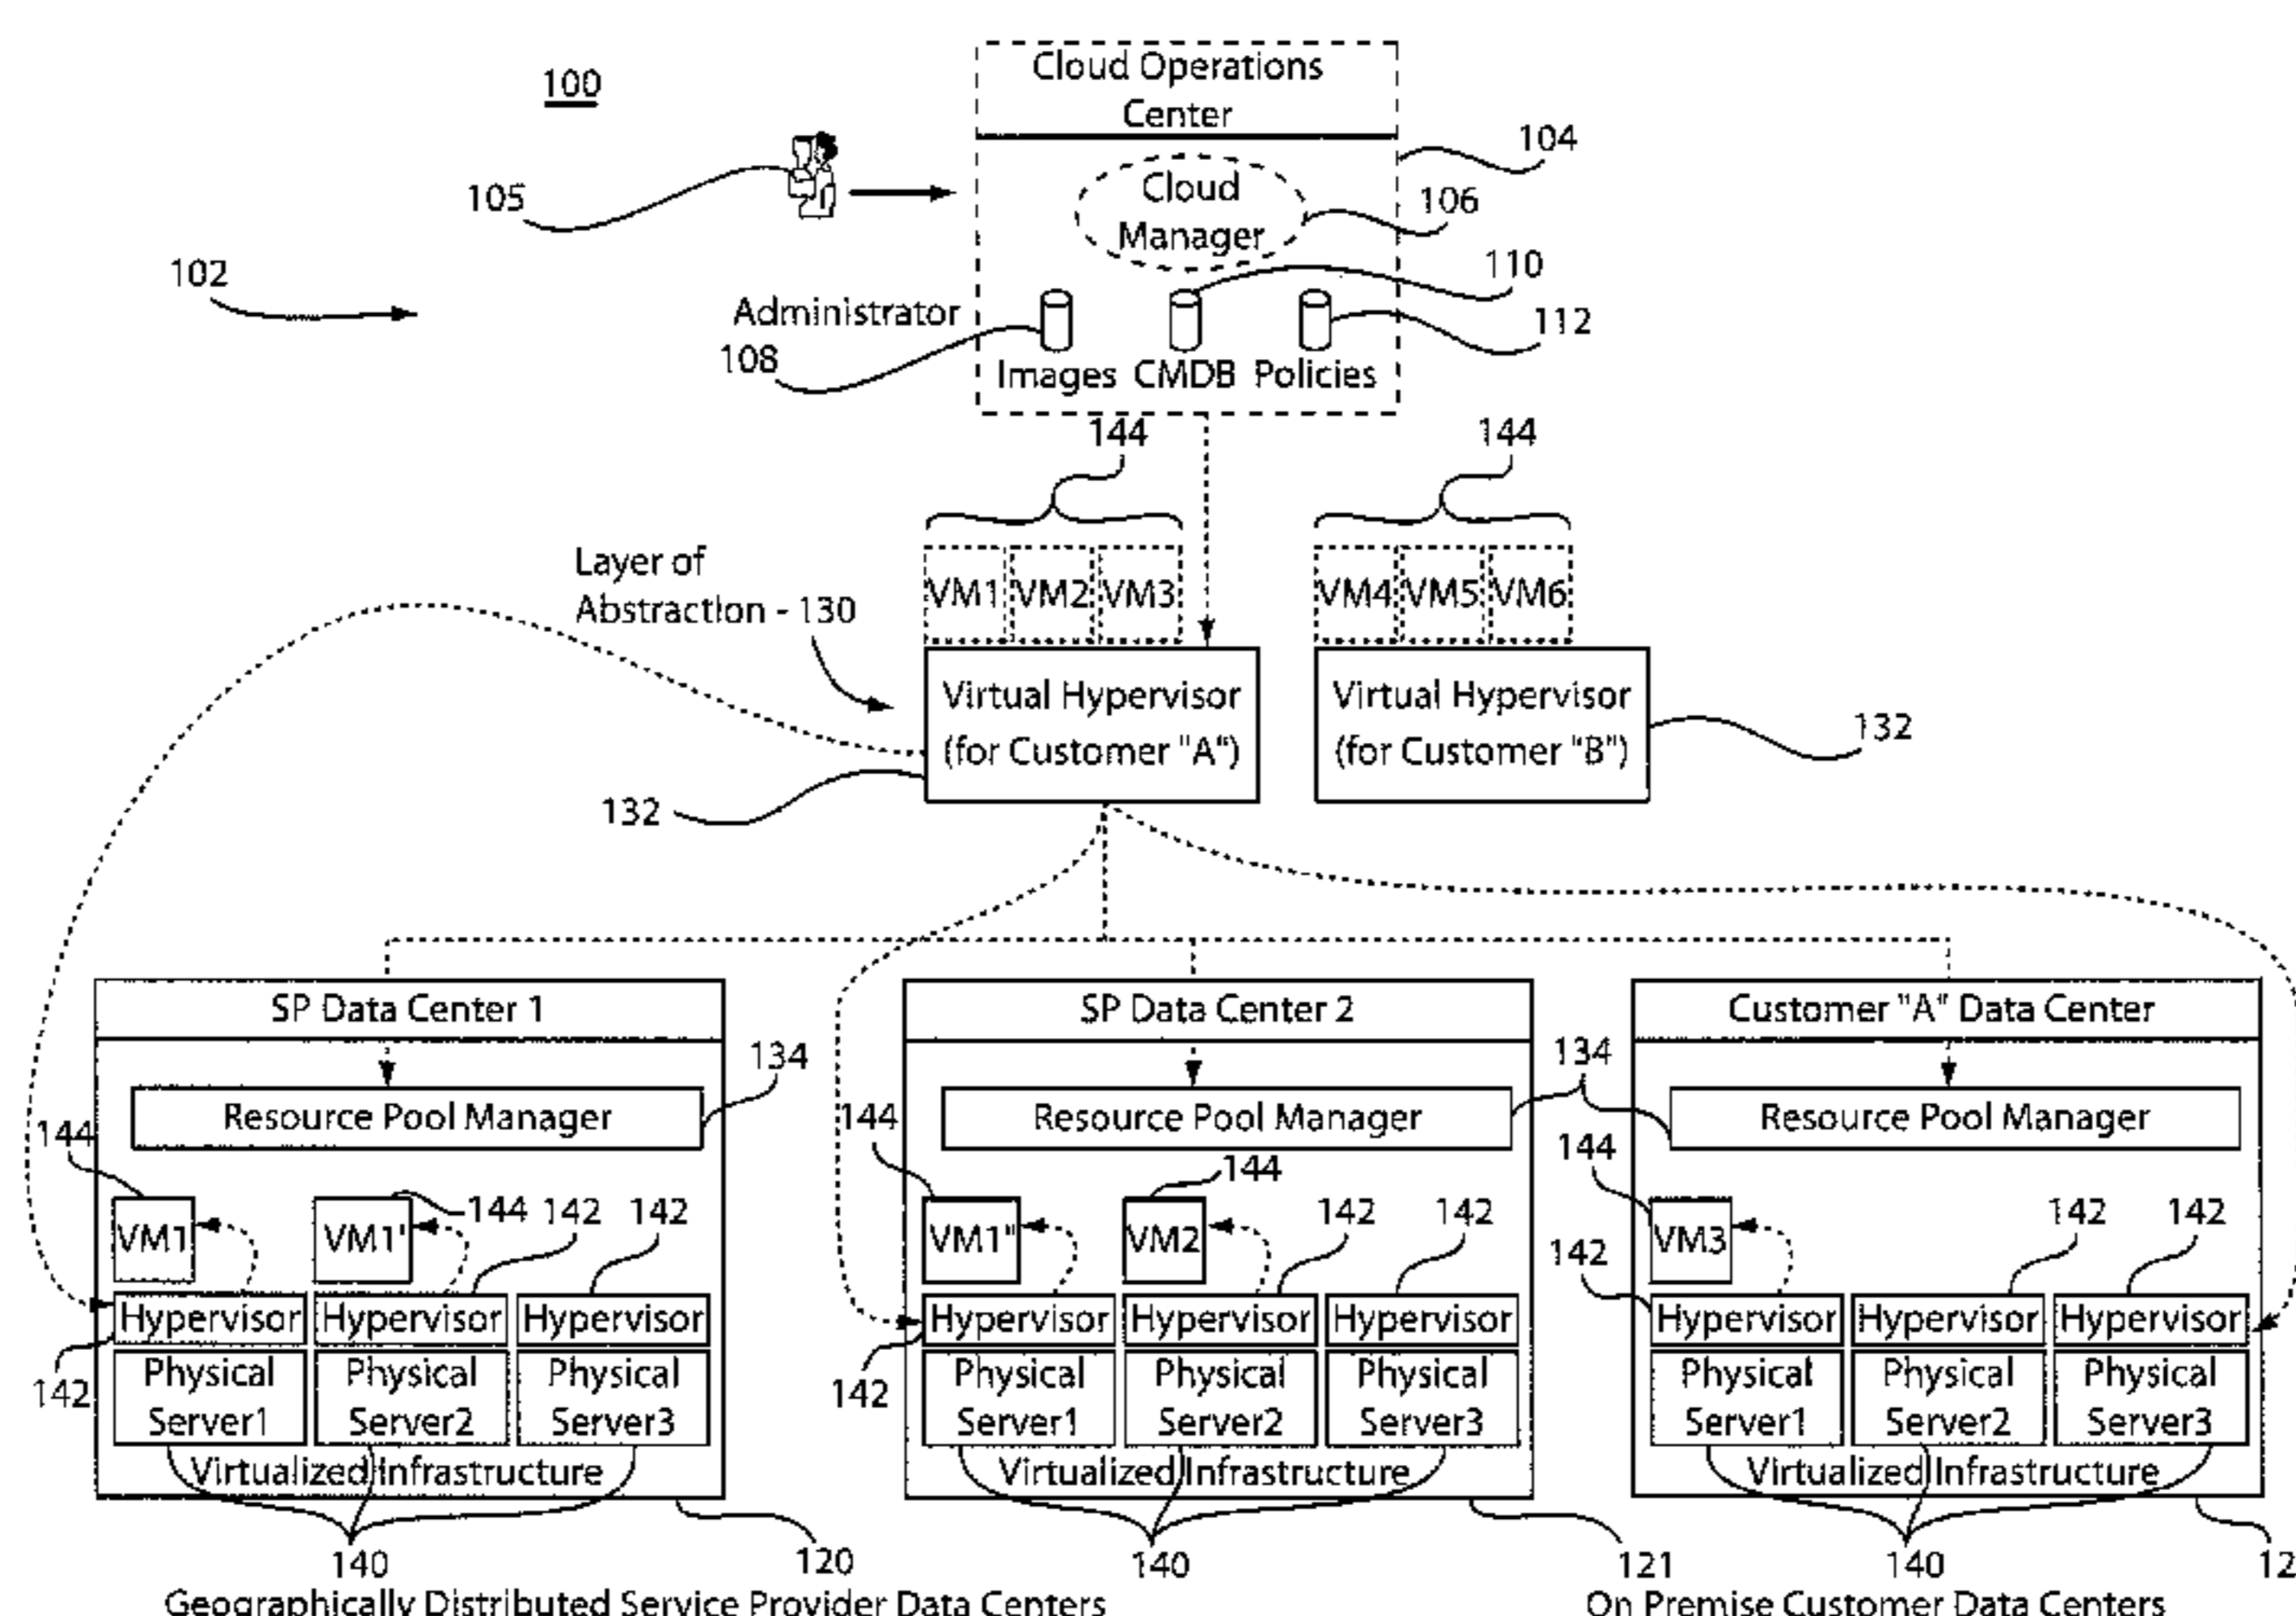 100
Cloud Operations
Center
104
105
Cloud
Manager
106
102
110
Administrator
112
108
Images CMDB Policies
144
144
Layer of
Abstraction - 130
VM1 VM2 VM3
VM4 VM5 VM6
Virtual Hypervisor
(for Customer "A")
Virtual Hypervisor
(for Customer "B")
132
132
SP Data Center 1
SP Data Center 2
Customer "A" Data Center
134
134
Resource Pool Manager
Resource Pool Manager
Resource Pool Manager
144
144
144
144
144
142
142
142
142
142
142
142
VM1
VM1'
VM1"
VM2
VM3
Hypervisor Hypervisor Hypervisor
Hypervisor Hypervisor Hypervisor
Hypervisor Hypervisor Hypervisor
142
142
Physical
Server1
Physical
Server2
Physical
Server3
Physical
Server1
Physical
Server2
Physical
Server3
Physical
Server1
Physical
Server2
Physical
Server3
Virtualized Infrastructure
Virtualized Infrastructure
Virtualized Infrastructure
140
120
140
121
140
Geographically Distributed Service Provider Data Centers
On Premise Customer Data Centers